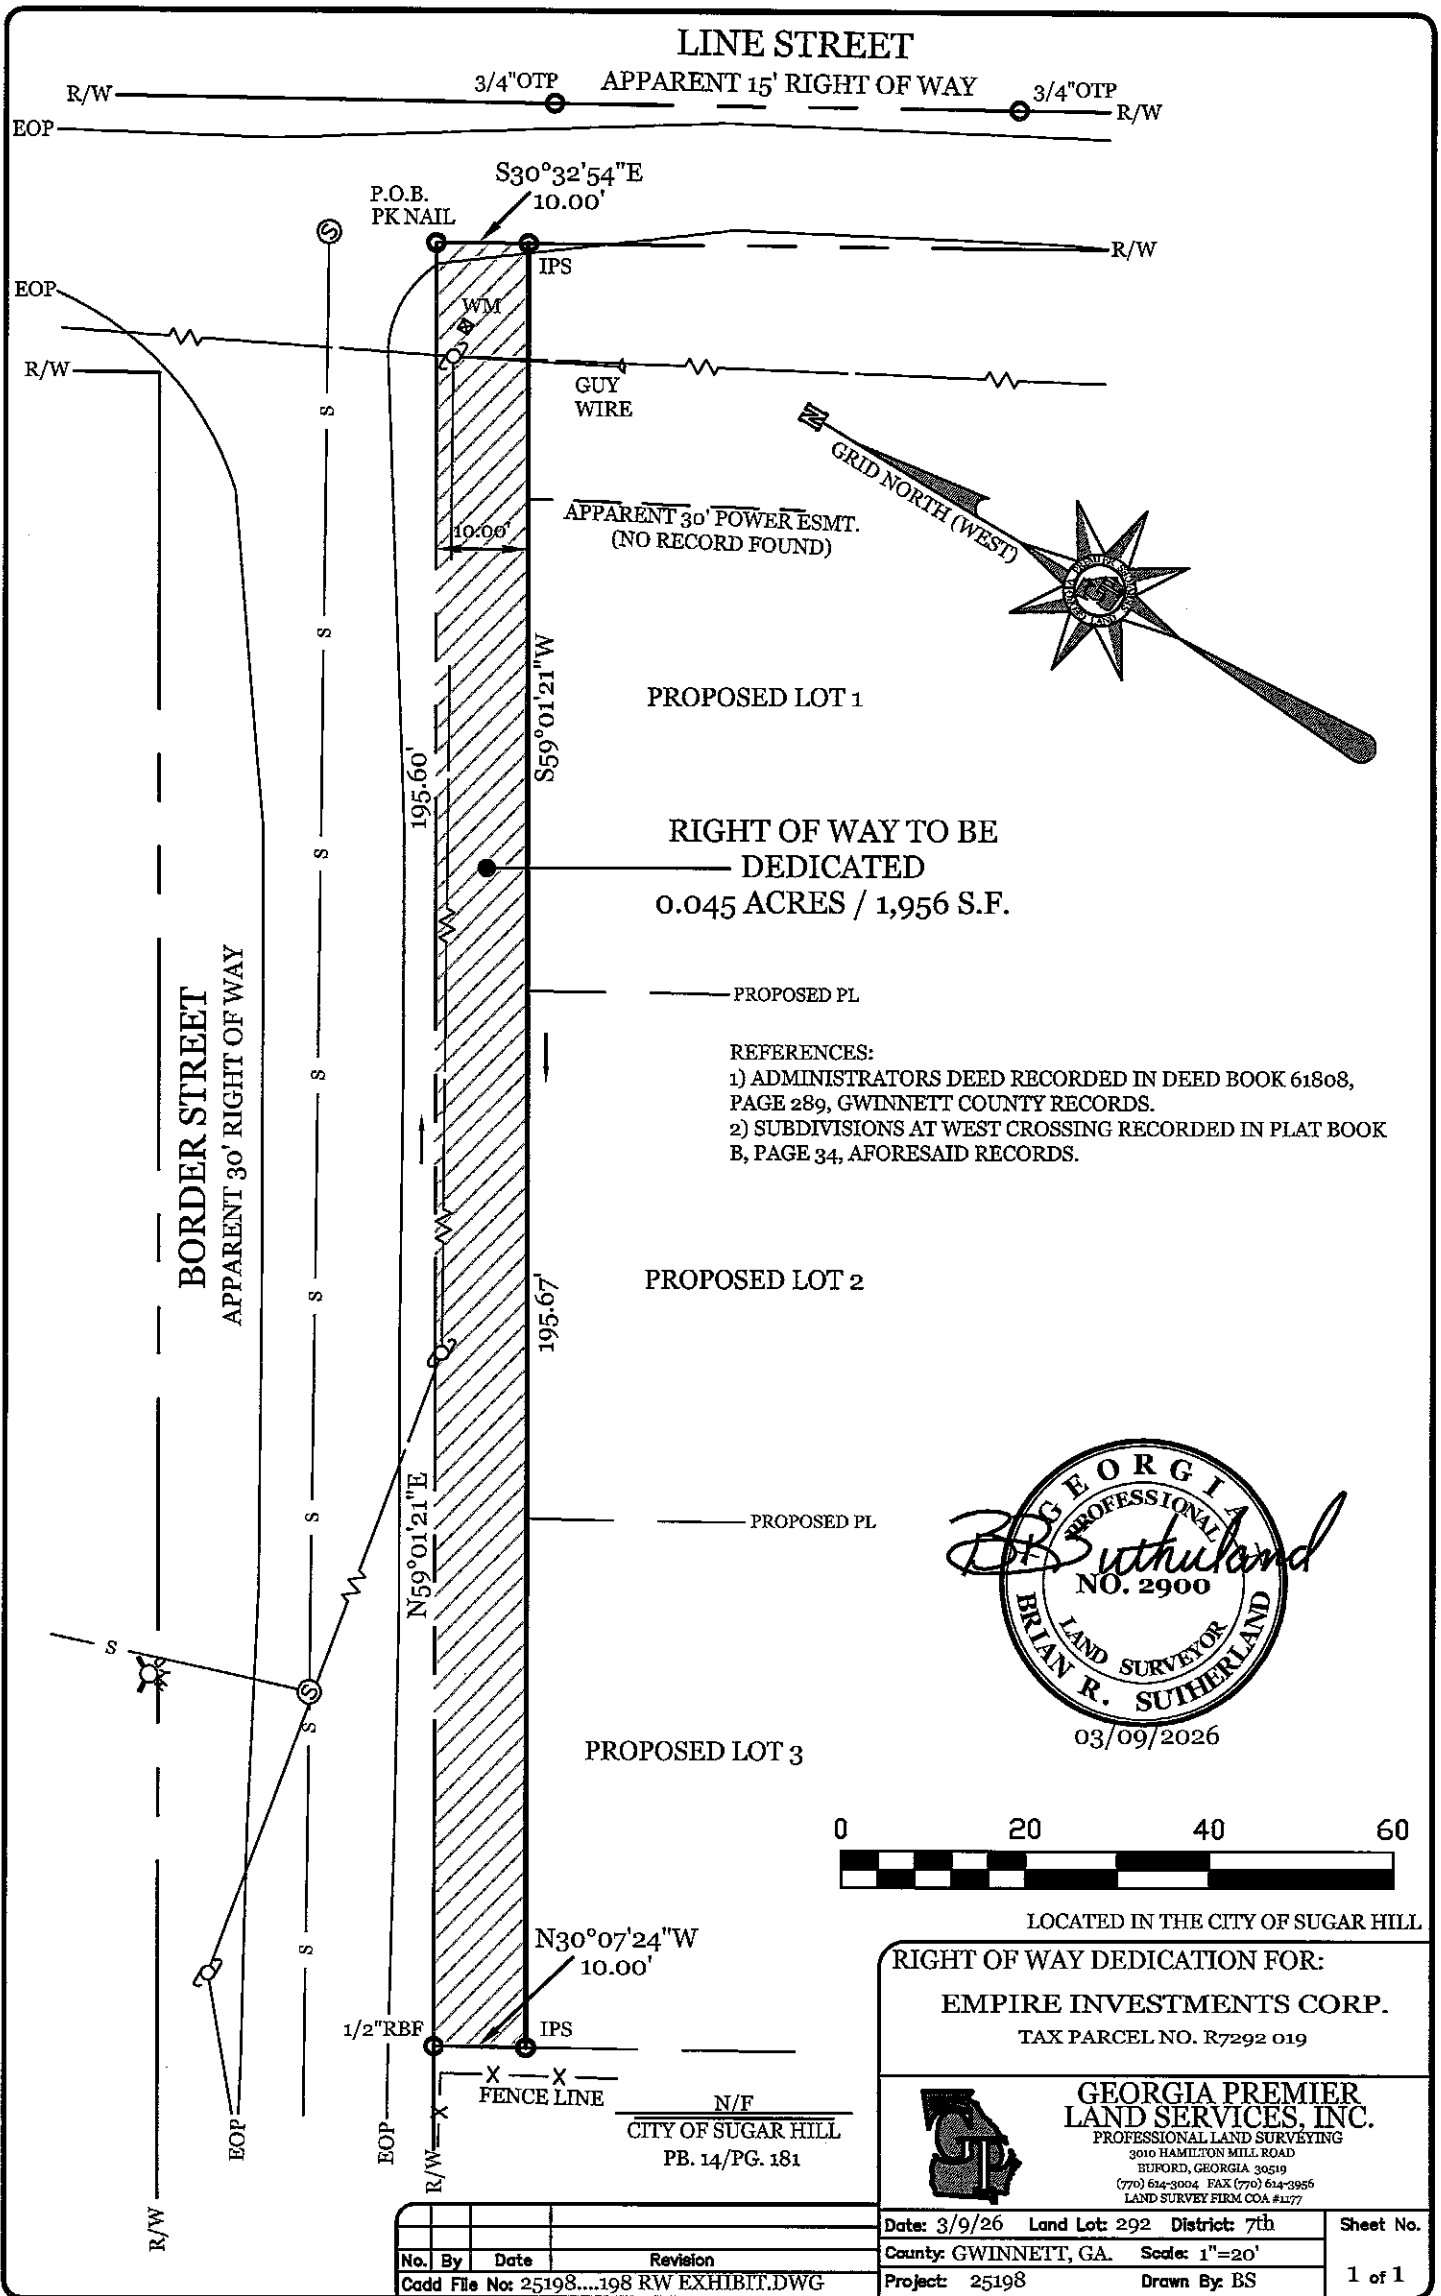 LINE STREET
APPARENT 15' RIGHT OF WAY
3/4"OTP
3/4"OTP
R/W
R/W
EOP
S30°32'54"E
10.00'
P.O.B.
PK NAIL
S
IPS
R/W
EOP
WM
R/W
GUY
WIRE
S
N
GRID NORTH (WEST)
APPARENT 30' POWER ESMT.
(NO RECORD FOUND)
10.00'
S
S59°01'21"W
PROPOSED LOT 1
195.60'
RIGHT OF WAY TO BE
DEDICATED
0.045 ACRES / 1,956 S.F.
S
BORDER STREET
APPARENT 30' RIGHT OF WAY
PROPOSED PL
S
REFERENCES:
1) ADMINISTRATORS DEED RECORDED IN DEED BOOK 61808,
PAGE 289, GWINNETT COUNTY RECORDS.
2) SUBDIVISIONS AT WEST CROSSING RECORDED IN PLAT BOOK
B, PAGE 34, AFORESAID RECORDS.
PROPOSED LOT 2
S
195.67'
N59°01'21"E
S
PROPOSED PL
GEORGIA
PROFESSIONAL
BR Sutherland
NO. 2900
LAND SURVEYOR
BRIAN R. SUTHERLAND
03/09/2026
S
S
S
PROPOSED LOT 3
0 20 40 60
LOCATED IN THE CITY OF SUGAR HILL
S
N30°07'24"W
10.00'
1/2"RBF
IPS
X X
FENCE LINE
X
N/F
CITY OF SUGAR HILL
PB. 14/PG. 181
EOP
EOP
R/W
R/W
RIGHT OF WAY DEDICATION FOR:
EMPIRE INVESTMENTS CORP.
TAX PARCEL NO. R7292 019
GEORGIA PREMIER
LAND SERVICES, INC.
PROFESSIONAL LAND SURVEYING
3010 HAMILTON MILL ROAD
BUFORD, GEORGIA 30519
(770) 614-3004 FAX (770) 614-3956
LAND SURVEY FIRM COA #1177
Date: 3/9/26 Land Lot: 292 District: 7th Sheet No.
County: GWINNETT, GA. Scale: 1"=20'
Project: 25198 Drawn By: BS 1 of 1
No. By Date Revision
Cadd File No: 25198....198 RW EXHIBIT.DWG